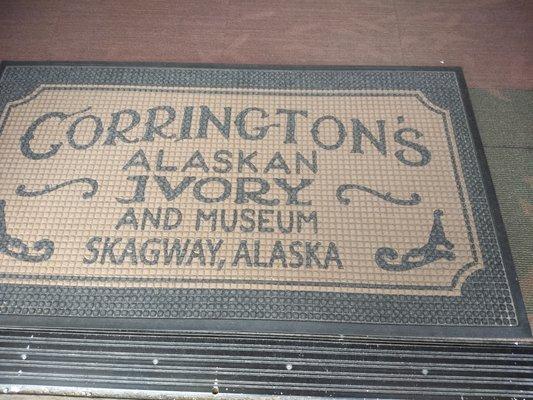 CORRINGTON'S
ALASKAN
IVORY
AND MUSEUM
SKAGWAY, ALASKA